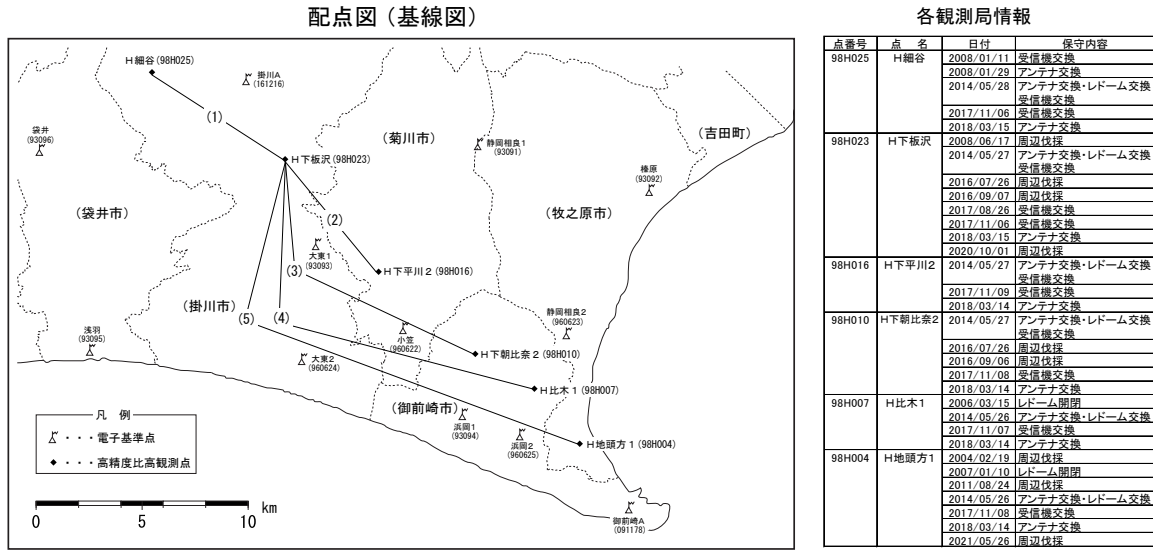 配点図（基線図）
H細谷(98H025)
掛川A
(161216)
(1)
袋井
(93096)
(菊川市)
静岡相良1
(93091)
(吉田町)
H下板沢(98H023)
榛原
(93092)
(袋井市)
(2)
(牧之原市)
大東1
(93093)
(3)
H下平川2(98H016)
(掛川市)
(5)
(4)
静岡相良2
(960623)
浅羽
(93095)
小笠
(960622)
H下朝比奈2(98H010)
大東2
(960624)
H比木1(98H007)
(御前崎市)
浜岡1
(93094)
浜岡2
(960625)
H地頭方1(98H004)
凡 例
・・・電子基準点
・・・高精度比高観測点
km
0 5 10
御前崎A
(091178)
各観測局情報
点番号 点 名 日付 保守内容
98H025 H細谷 2008/01/11 受信機交換
2008/01/29 アンテナ交換
2014/05/28 アンテナ交換・レドーム交換
受信機交換
2017/11/06 受信機交換
2018/03/15 アンテナ交換
98H023 H下板沢 2008/06/17 周辺伐採
2014/05/27 アンテナ交換・レドーム交換
受信機交換
2016/07/26 周辺伐採
2016/09/07 周辺伐採
2017/08/26 受信機交換
2017/11/06 受信機交換
2018/03/15 アンテナ交換
2020/10/01 周辺伐採
98H016 H下平川2 2014/05/27 アンテナ交換・レドーム交換
受信機交換
2017/11/09 受信機交換
2018/03/14 アンテナ交換
98H010 H下朝比奈2 2014/05/27 アンテナ交換・レドーム交換
受信機交換
2016/07/26 周辺伐採
2016/09/06 周辺伐採
2017/11/08 受信機交換
2018/03/14 アンテナ交換
98H007 H比木1 2006/03/15 レドーム開閉
2014/05/26 アンテナ交換・レドーム交換
2017/11/07 受信機交換
2018/03/14 アンテナ交換
98H004 H地頭方1 2004/02/19 周辺伐採
2007/01/10 レドーム開閉
2011/08/24 周辺伐採
2014/05/26 アンテナ交換・レドーム交換
2017/11/08 受信機交換
2018/03/14 アンテナ交換
2021/05/26 周辺伐採